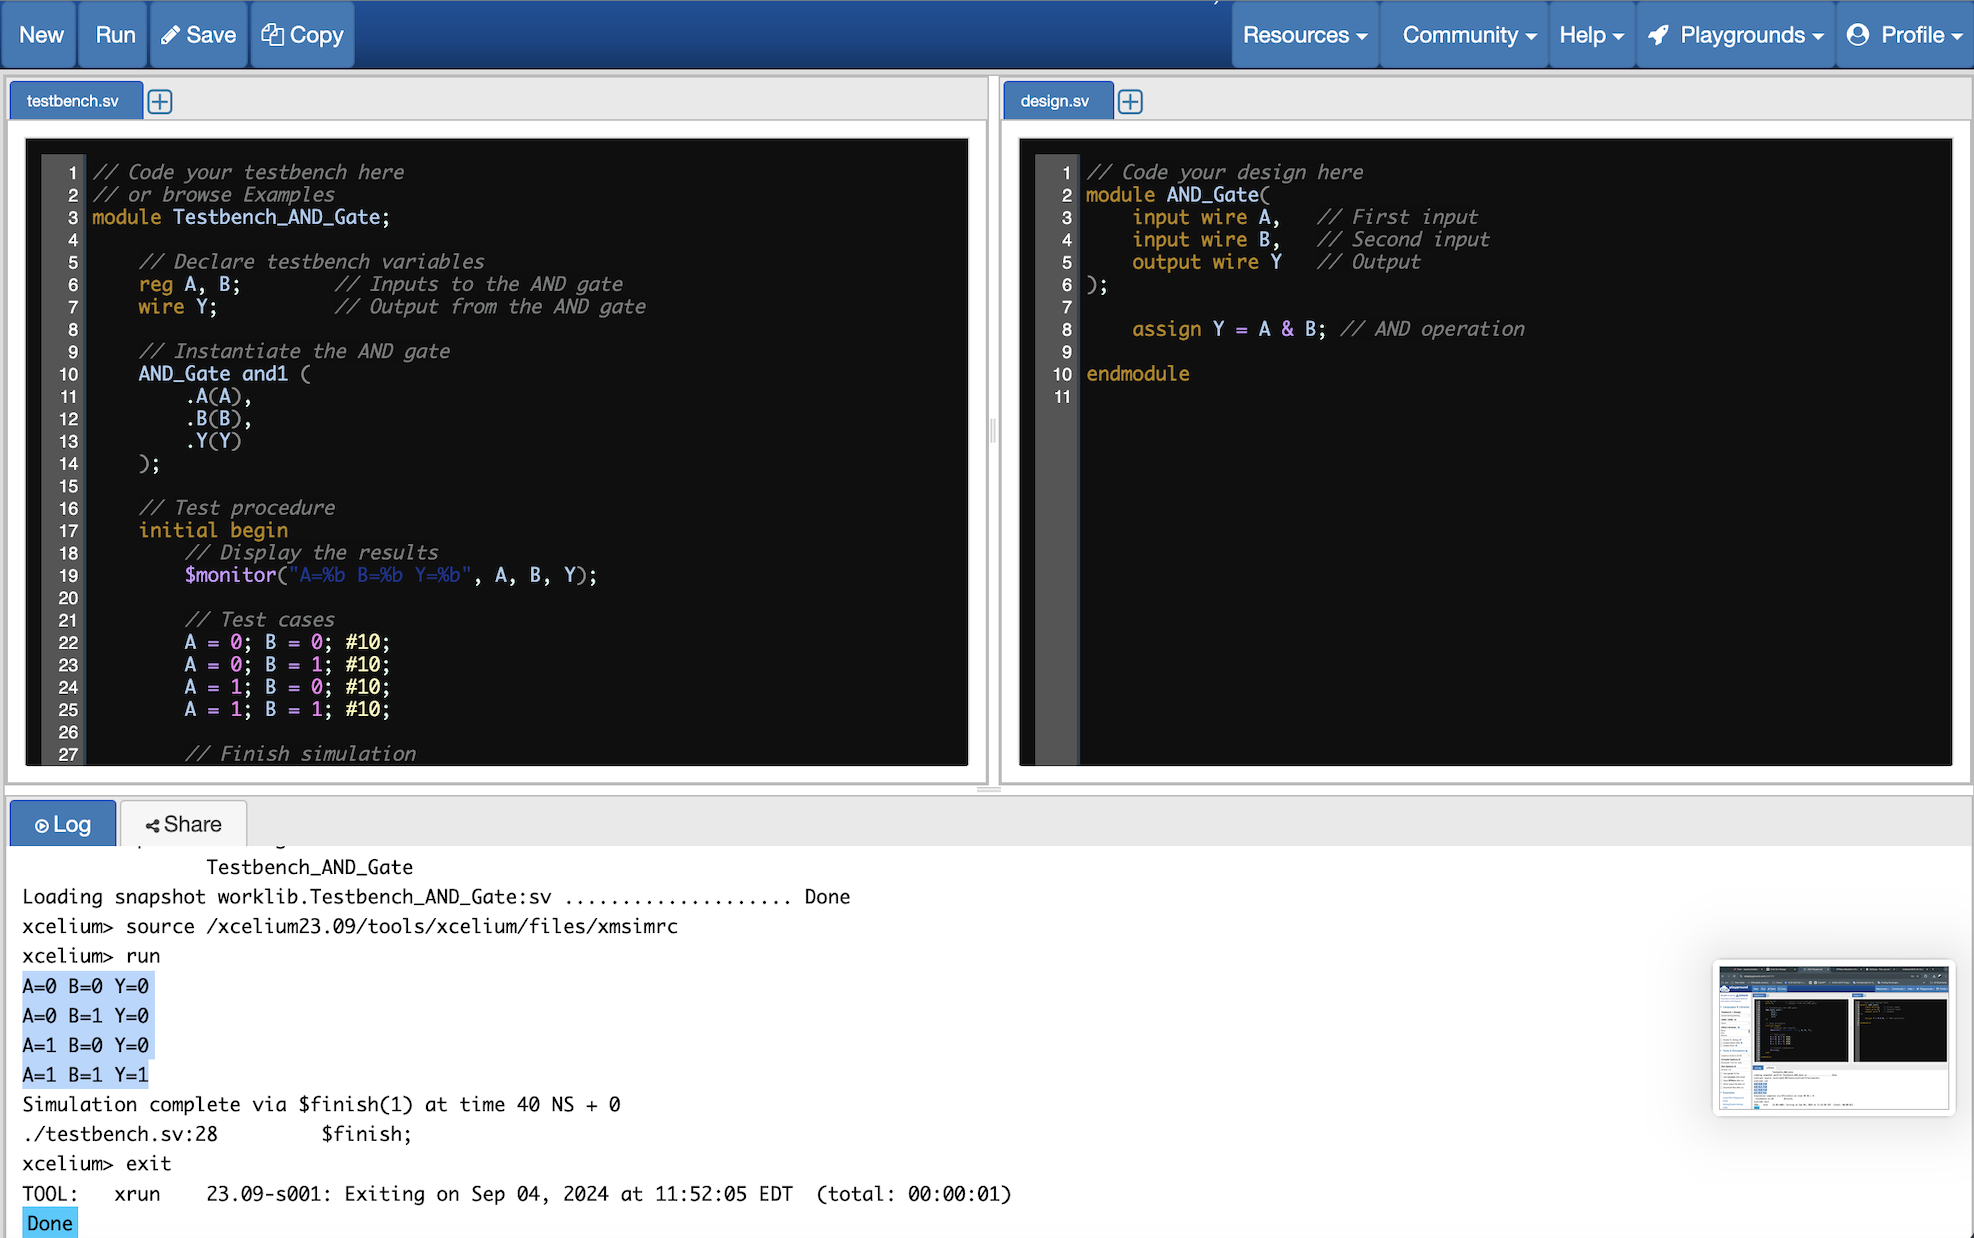 New Run Save Copy Resources Community Help Playgrounds Profile
testbench.sv
1 // Code your testbench here
2 // or browse Examples
3 module Testbench_AND_Gate;
4
5 // Declare testbench variables
6 reg A, B; // Inputs to the AND gate
7 wire Y; // Output from the AND gate
8
9 // Instantiate the AND gate
10 AND_Gate and1 (
11 .A(A),
12 .B(B),
13 .Y(Y)
14 );
15
16 // Test procedure
17 initial begin
18 // Display the results
19 $monitor("A=%b B=%b Y=%b", A, B, Y);
20
21 // Test cases
22 A = 0; B = 0; #10;
23 A = 0; B = 1; #10;
24 A = 1; B = 0; #10;
25 A = 1; B = 1; #10;
26
27 // Finish simulation
design.sv
1 // Code your design here
2 module AND_Gate(
3 input wire A, // First input
4 input wire B, // Second input
5 output wire Y // Output
6 );
7
8 assign Y = A & B; // AND operation
9
10 endmodule
11
Log Share
Testbench_AND_Gate
Loading snapshot worklib.Testbench_AND_Gate:sv .................... Done
xcelium> source /xcelium23.09/tools/xcelium/files/xmsimrc
xcelium> run
A=0 B=0 Y=0
A=0 B=1 Y=0
A=1 B=0 Y=0
A=1 B=1 Y=1
Simulation complete via $finish(1) at time 40 NS + 0
./testbench.sv:28 $finish;
xcelium> exit
TOOL: xrun 23.09-s001: Exiting on Sep 04, 2024 at 11:52:05 EDT (total: 00:00:01)
Done